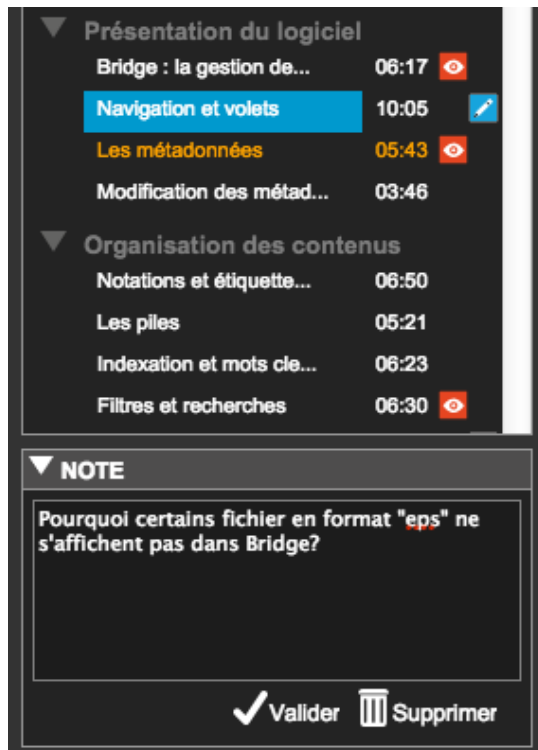 Présentation du logiciel
Bridge : la gestion de... 06:17
Navigation et volets 10:05
Les métadonnées 05:43
Modification des métad... 03:46
Organisation des contenus
Notations et étiquette... 06:50
Les piles 05:21
Indexation et mots cle... 06:23
Filtres et recherches 06:30
NOTE
Pourquoi certains fichier en format "eps" ne
s'affichent pas dans Bridge?
Valider Supprimer